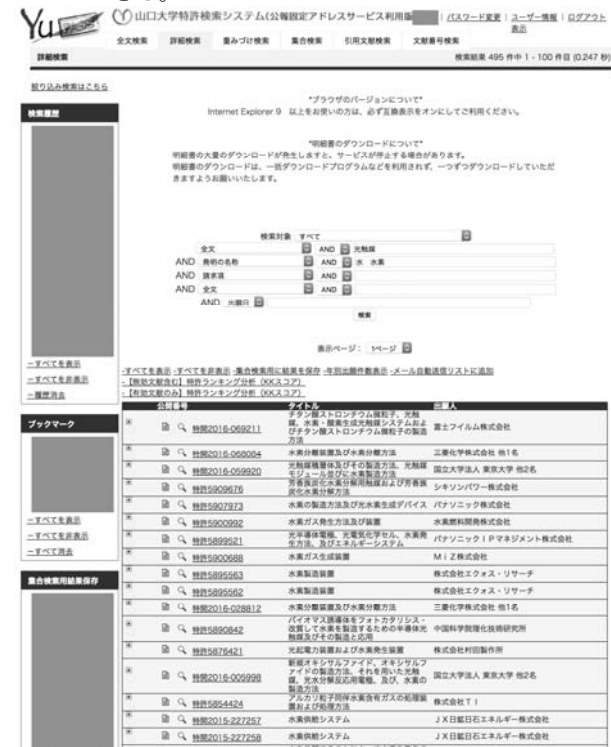 Yu
山口大学特許検索システム(公報固定アドレスサービス利用版
| パスワード変更 | ユーザー情報 | ログアウト
表示
全文検索 詳細検索 重みづけ検索 集合検索 引用文献検索 文献番号検索
詳細検索 検索結果 495 件中 1 - 100 件目 (0.247 秒)
絞り込み検索はこちら
検索履歴
"ブラウザのバージョンについて"
Internet Explorer 9 以上をお使いの方は、必ず互換表示をオンにしてご利用ください。
"明細書のダウンロードについて"
明細書の大量のダウンロードが発生しますと、サービスが停止する場合があります。
明細書のダウンロードは、一括ダウンロードプログラムなどを利用されず、一つずつダウンロードしていただ
きますようお願いいたします。
検索対象 すべて
全文 AND 光触媒
AND 発明の名称 AND 水 水素
AND 請求項 AND
AND 全文 AND
AND 出願日
検索
表示ページ： 1ページ
－すべてを表示
－すべてを非表示
－履歴消去
-すべてを表示 -すべてを非表示 -集合検索用に結果を保存 -年別出願件数表示 -メール自動送信リストに追加
-【無効文献含む】特許ランキング分析（KKスコア）
-【有効文献のみ】特許ランキング分析（KKスコア）
公開番号 タイトル 出願人
ブックマーク
チタン酸ストロンチウム微粒子、光触
媒、水素・酸素生成光触媒システムおよ
特開2016-069211 びチタン酸ストロンチウム微粒子の製造 富士フイルム株式会社
方法
特開2016-068084 水素分離装置及び水素分離方法 三菱化学株式会社 他1名
特開2016-059920 光触媒積層体及びその製造方法、光触媒 国立大学法人 東京大学 他2名
モジュール並びに水素製造方法
特許5909676 芳香族炭化水素分解用触媒および芳香族 シキソンパワー株式会社
炭化水素分解方法
特許5907973 水素の製造方法及び光水素生成デバイス パナソニック株式会社
－すべてを表示
－すべてを非表示
－すべて消去
特許5900992 水素ガス発生方法及び装置 水素燃料開発株式会社
特許5899521 光半導体電極、光電気化学セル、水素発 パナソニックＩＰマネジメント株式会社
生方法、及びエネルギーシステム
特許5900688 水素ガス生成装置 ＭｉＺ株式会社
集合検索用結果保存
特許5895563 水素製造装置 株式会社エクォス・リサーチ
特許5895562 水素製造装置 株式会社エクォス・リサーチ
特開2016-028812 水素分離装置及び水素分離方法 三菱化学株式会社 他1名
バイオマス誘導体をフォトカタリシス・
特許5890842 改質して水素を製造するための半導体光 中国科学院理化技術研究所
触媒及びその製造と応用
特許5876421 光起電力装置および水素発生装置 株式会社村田製作所
新規オキシサルファイド、オキシサルフ
ァイドの製造方法、それを用いた光触
特開2016-005998 媒、光水分解反応用電極、及び、水素の 国立大学法人 東京大学 他2名
製造方法
特許5854424 アルカリ粒子同伴水素含有ガスの処理装 株式会社ＴＩ
置および処理方法
特開2015-227257 水素供給システム ＪＸ日鉱日石エネルギー株式会社
特開2015-227258 水素供給システム ＪＸ日鉱日石エネルギー株式会社